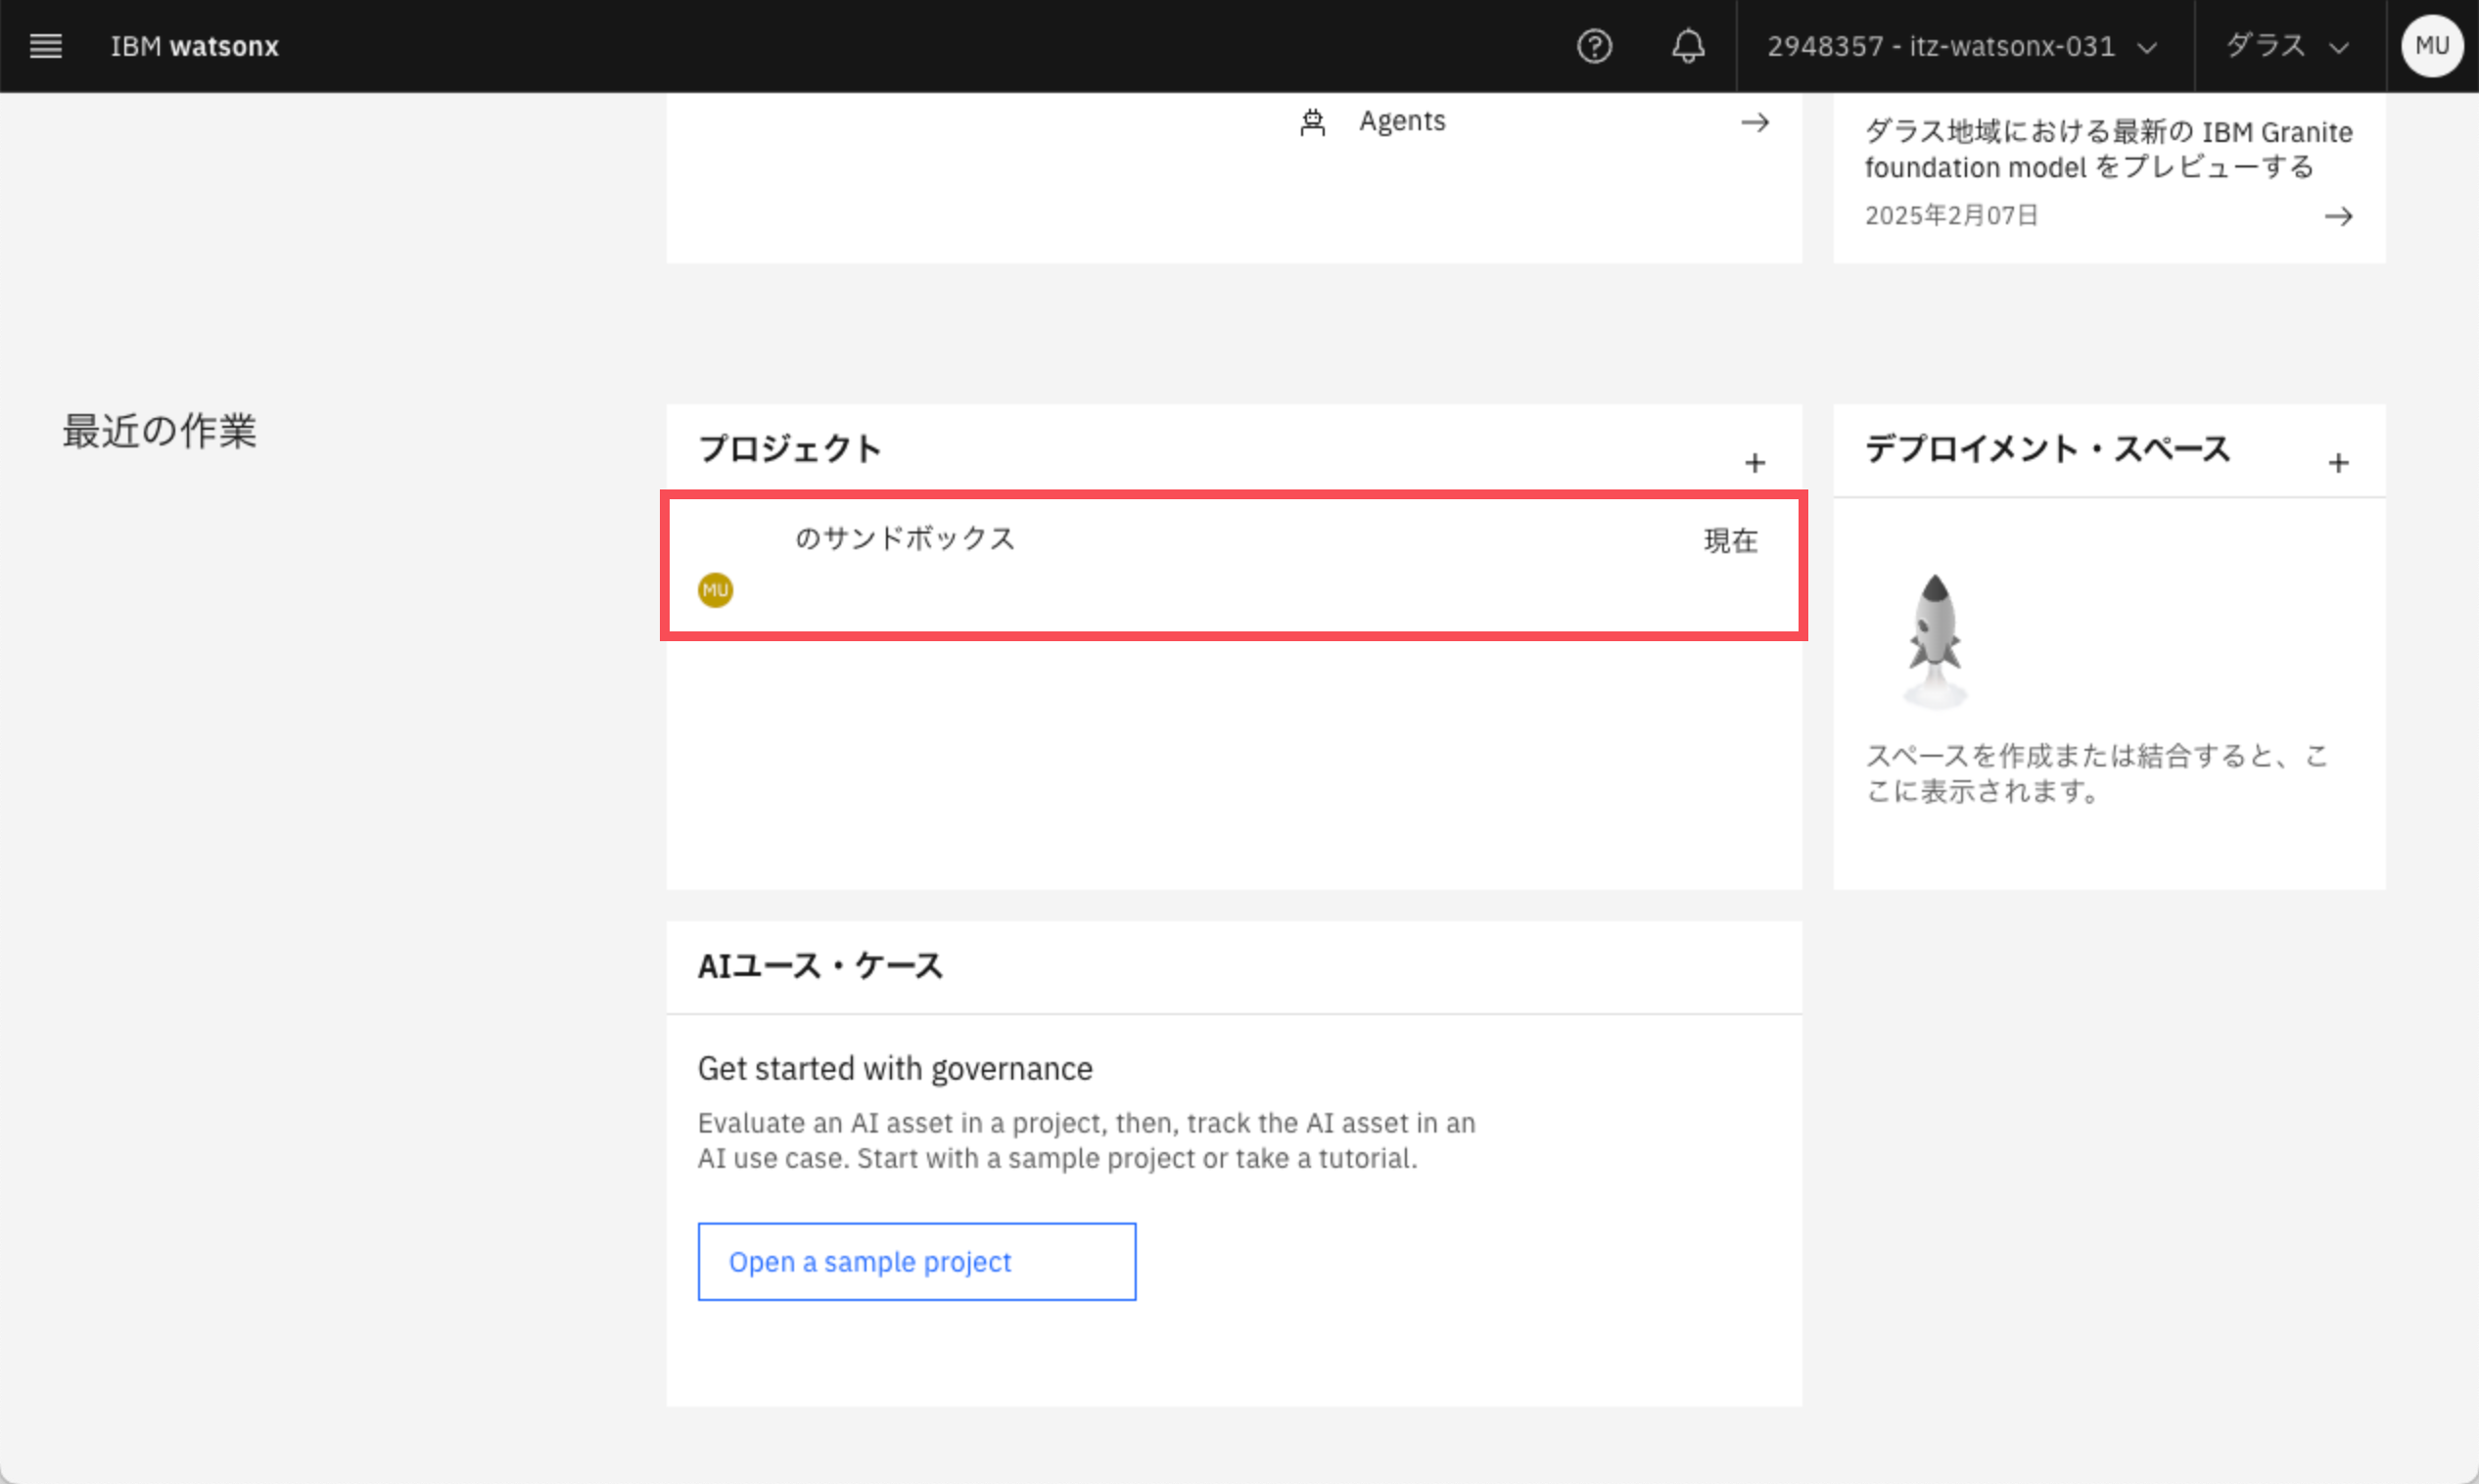 IBM watsonx
2948357 - itz-watsonx-031
ダラス
MU
Agents
ダラス地域における最新の IBM Granite
foundation model をプレビューする
2025年2月07日
最近の作業
プロジェクト
のサンドボックス
現在
MU
デプロイメント・スペース
スペースを作成または結合すると、こ
こに表示されます。
AIユース・ケース
Get started with governance
Evaluate an AI asset in a project, then, track the AI asset in an
AI use case. Start with a sample project or take a tutorial.
Open a sample project